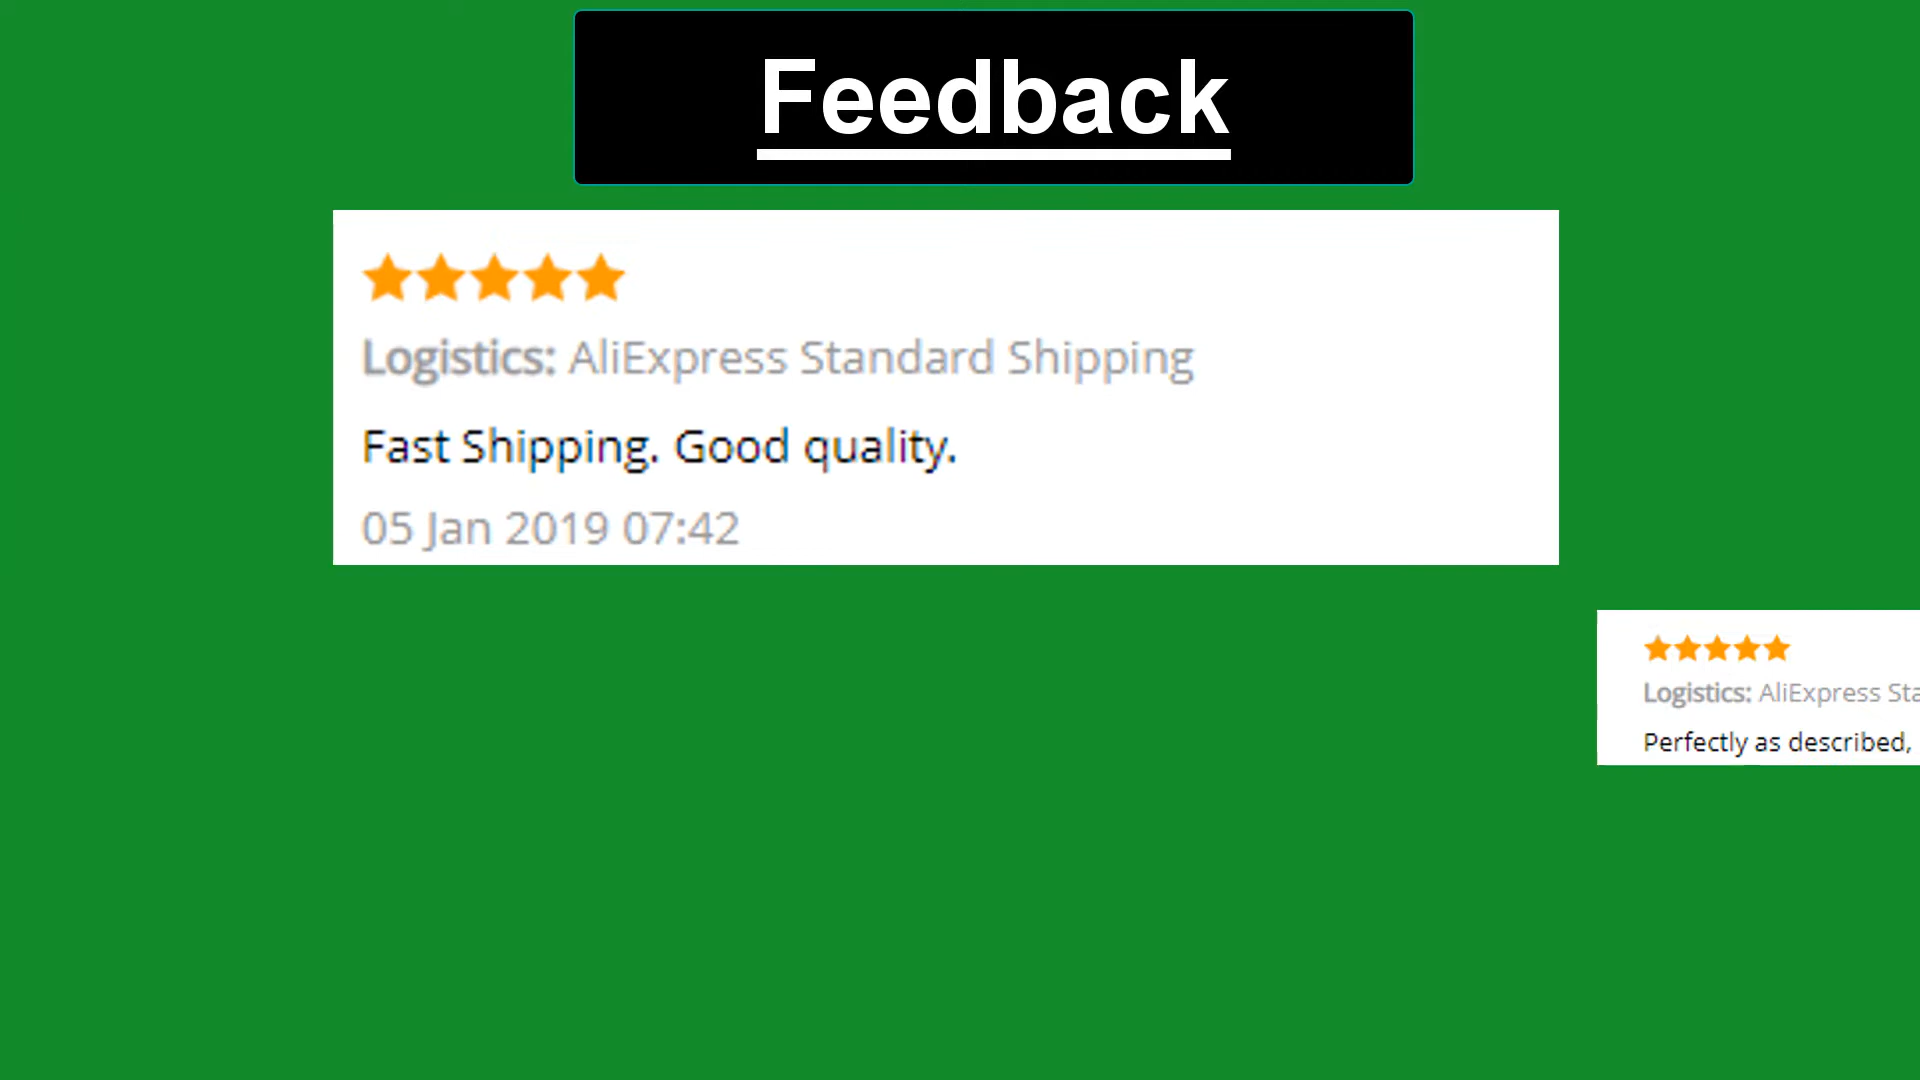 Feedback
Logistics: AliExpress Standard Shipping
Fast Shipping. Good quality.
05 Jan 2019 07:42
Logistics: AliExpress
Perfectly as described,